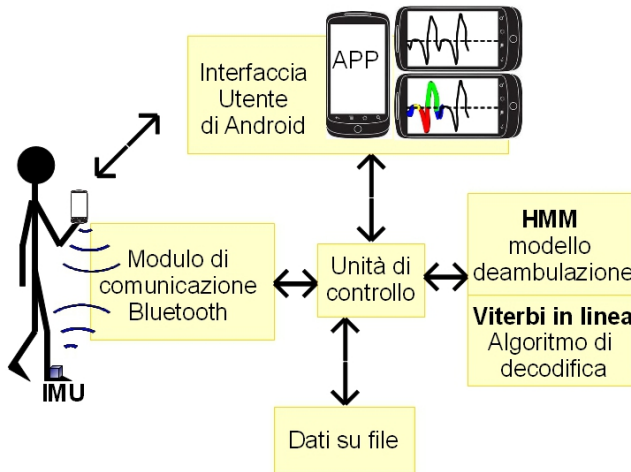 Interfaccia
Utente
di Android
APP
Modulo di
comunicazione
Bluetooth
Unità di
controllo
HMM
modello
deambulazione
Viterbi in linea
Algoritmo di
decodifica
IMU
Dati su file